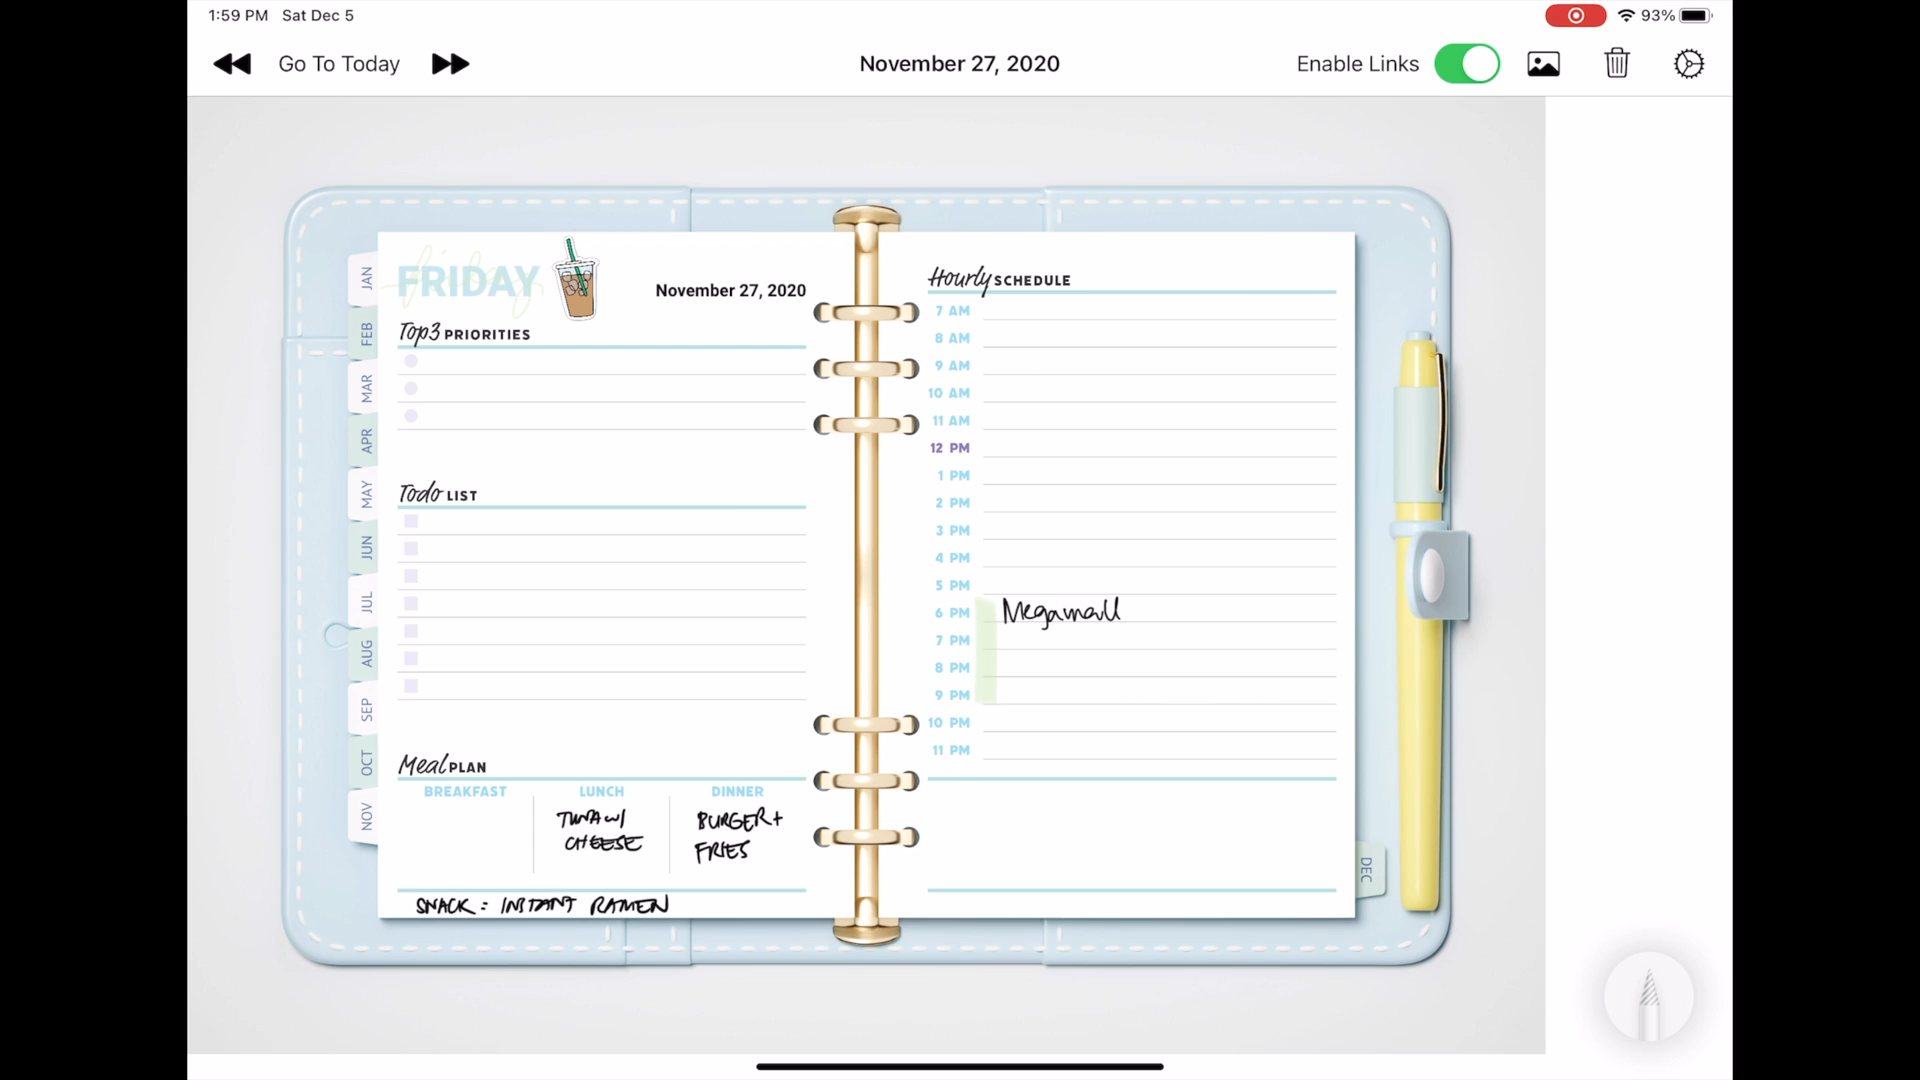 1:59 PM Sat Dec 5
93%
Go To Today
November 27, 2020
Enable Links
FRIDAY
friday
November 27, 2020
Top3 PRIORITIES
Todo LIST
Meal PLAN
BREAKFAST LUNCH DINNER
TUNA W/
CHEESE
BURGER +
FRIES
SNACK : INSTANT RAMEN
Hourly SCHEDULE
7 AM
8 AM
9 AM
10 AM
11 AM
12 PM
1 PM
2 PM
3 PM
4 PM
5 PM
6 PM Megamall
7 PM
8 PM
9 PM
10 PM
11 PM
JAN
FEB
MAR
APR
MAY
JUN
JUL
AUG
SEP
OCT
NOV
DEC